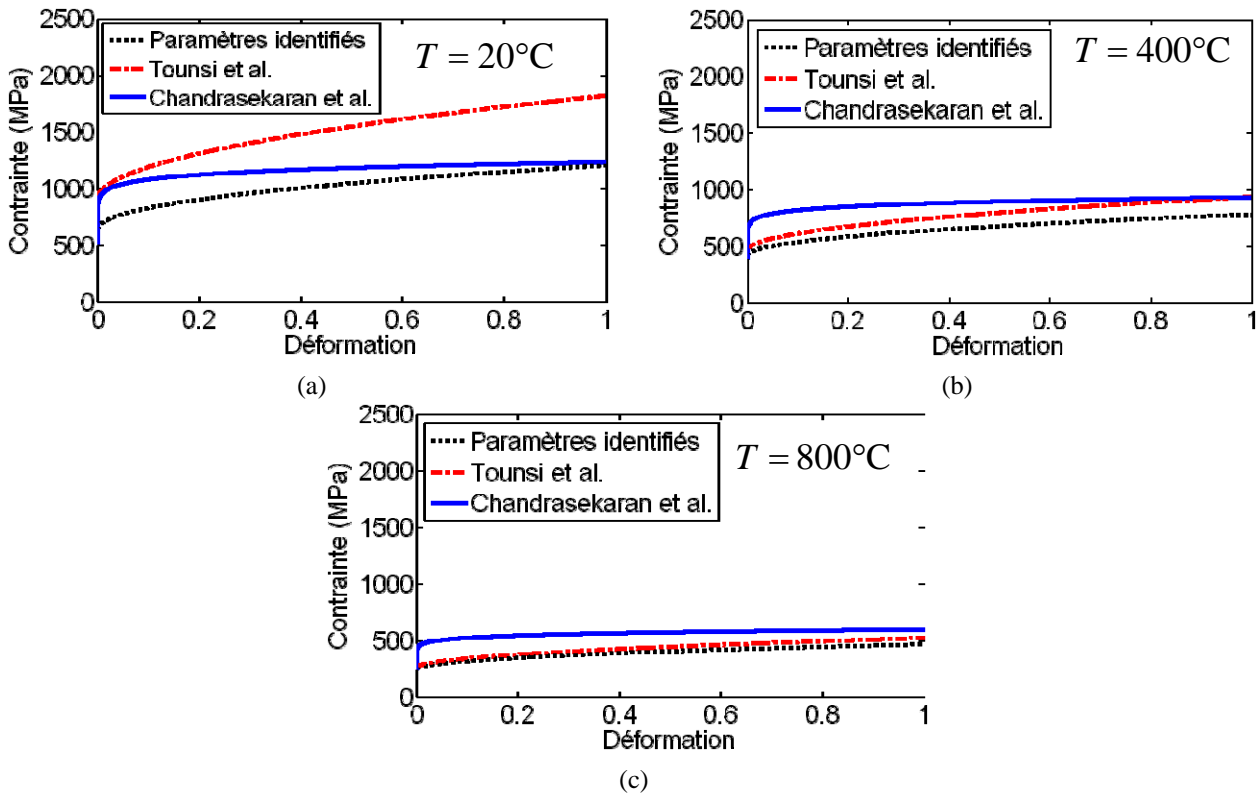 2500
2000
1500
1000
500
0
Contrainte (MPa)
Paramètres identifiés
Tounsi et al.
Chandrasekaran et al.
T = 20°C
0 0.2 0.4 0.6 0.8 1
Déformation
(a)
2500
2000
1500
1000
500
0
Contrainte (MPa)
Paramètres identifiés
Tounsi et al.
Chandrasekaran et al.
T = 400°C
0 0.2 0.4 0.6 0.8 1
Déformation
(b)
2500
2000
1500
1000
500
0
Contrainte (MPa)
Paramètres identifiés
Tounsi et al.
Chandrasekaran et al.
T = 800°C
0 0.2 0.4 0.6 0.8 1
Déformation
(c)